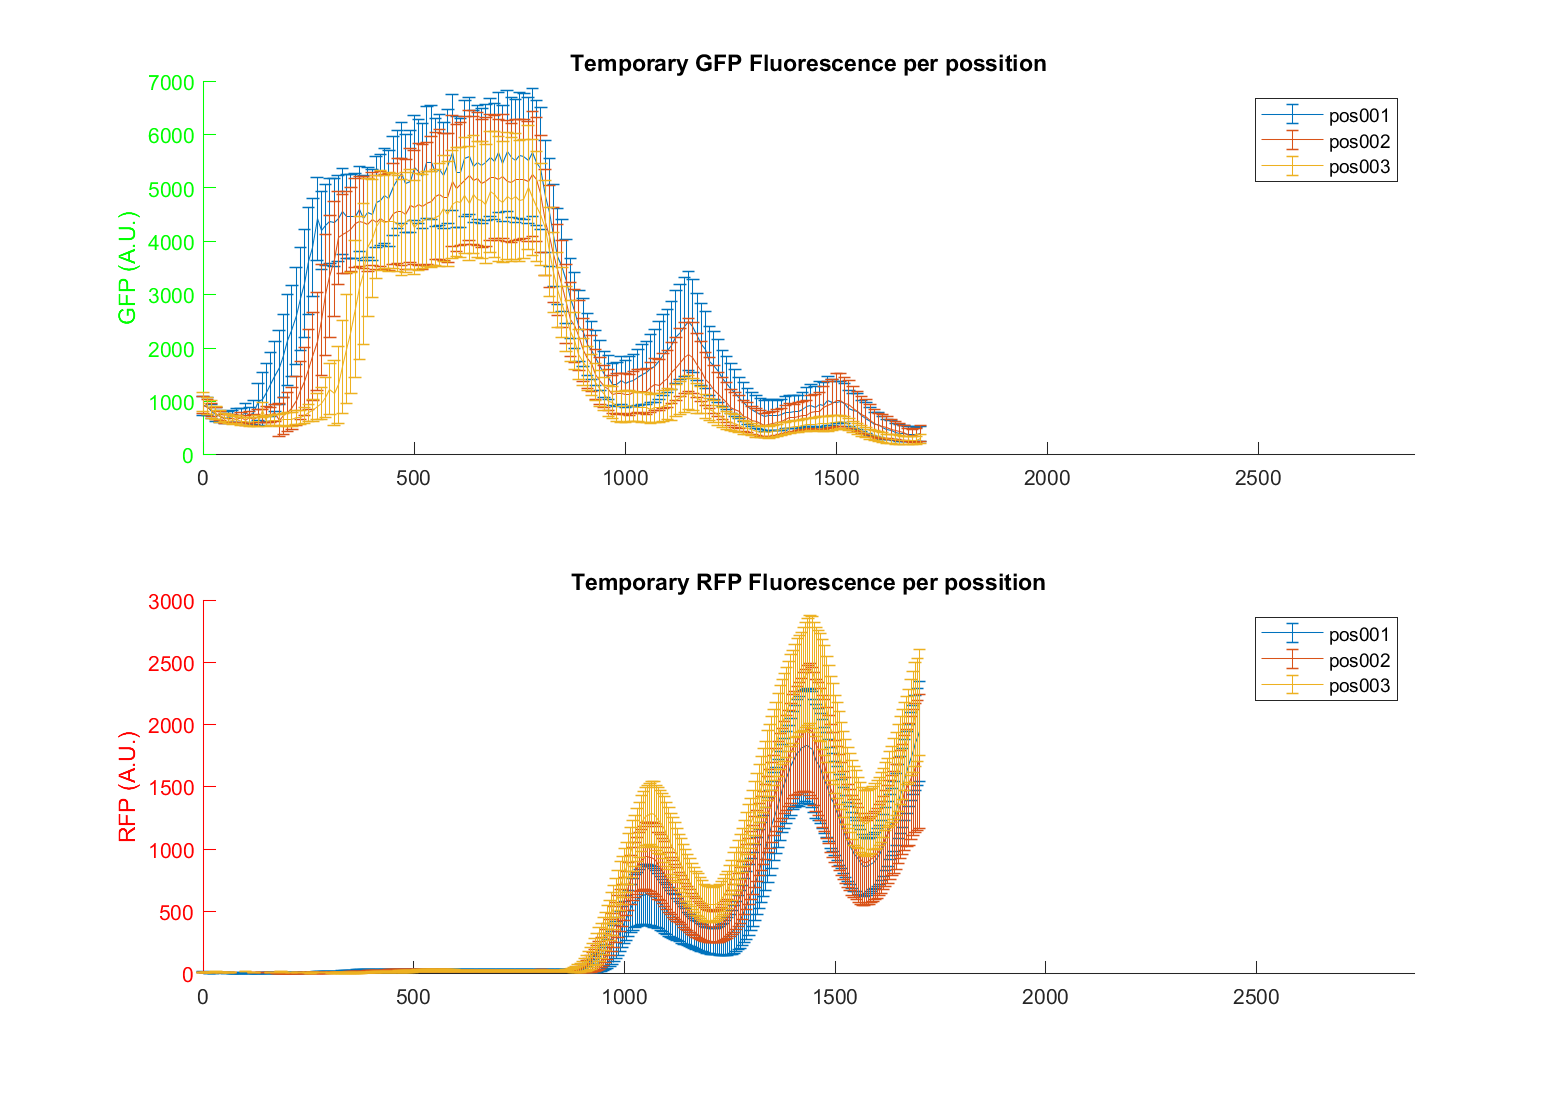 Temporary GFP Fluorescence per possition
GFP (A.U.)
7000
6000
5000
4000
3000
2000
1000
0
0 500 1000 1500 2000 2500
pos001
pos002
pos003
Temporary RFP Fluorescence per possition
RFP (A.U.)
3000
2500
2000
1500
1000
500
0
0 500 1000 1500 2000 2500
pos001
pos002
pos003